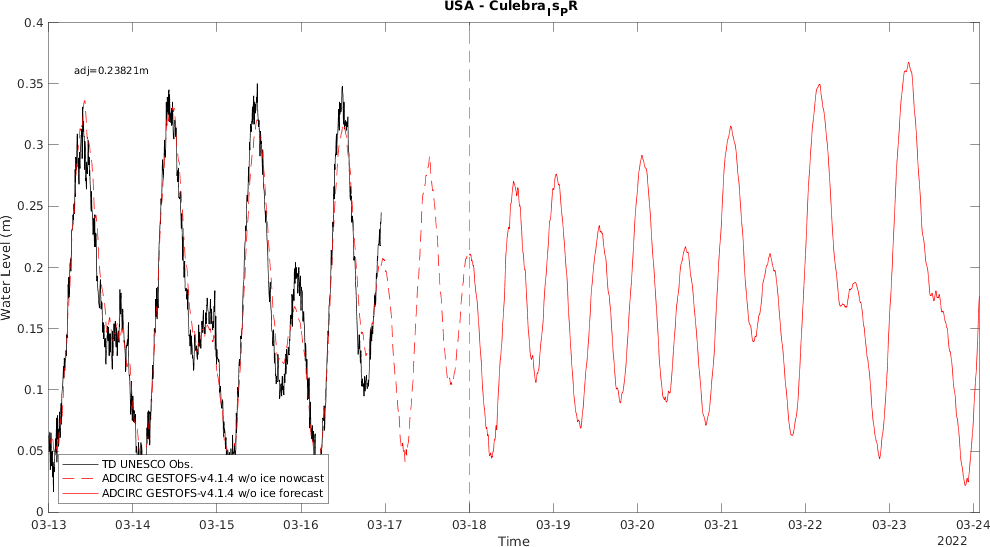 USA - Culebra_Is_PR
adj=0.23821m
Water Level (m)
0.4
0.35
0.3
0.25
0.2
0.15
0.1
0.05
0
TD UNESCO Obs.
ADCIRC GESTOFS-v4.1.4 w/o ice nowcast
ADCIRC GESTOFS-v4.1.4 w/o ice forecast
03-13 03-14 03-15 03-16 03-17 03-18 03-19 03-20 03-21 03-22 03-23 03-24
Time
2022